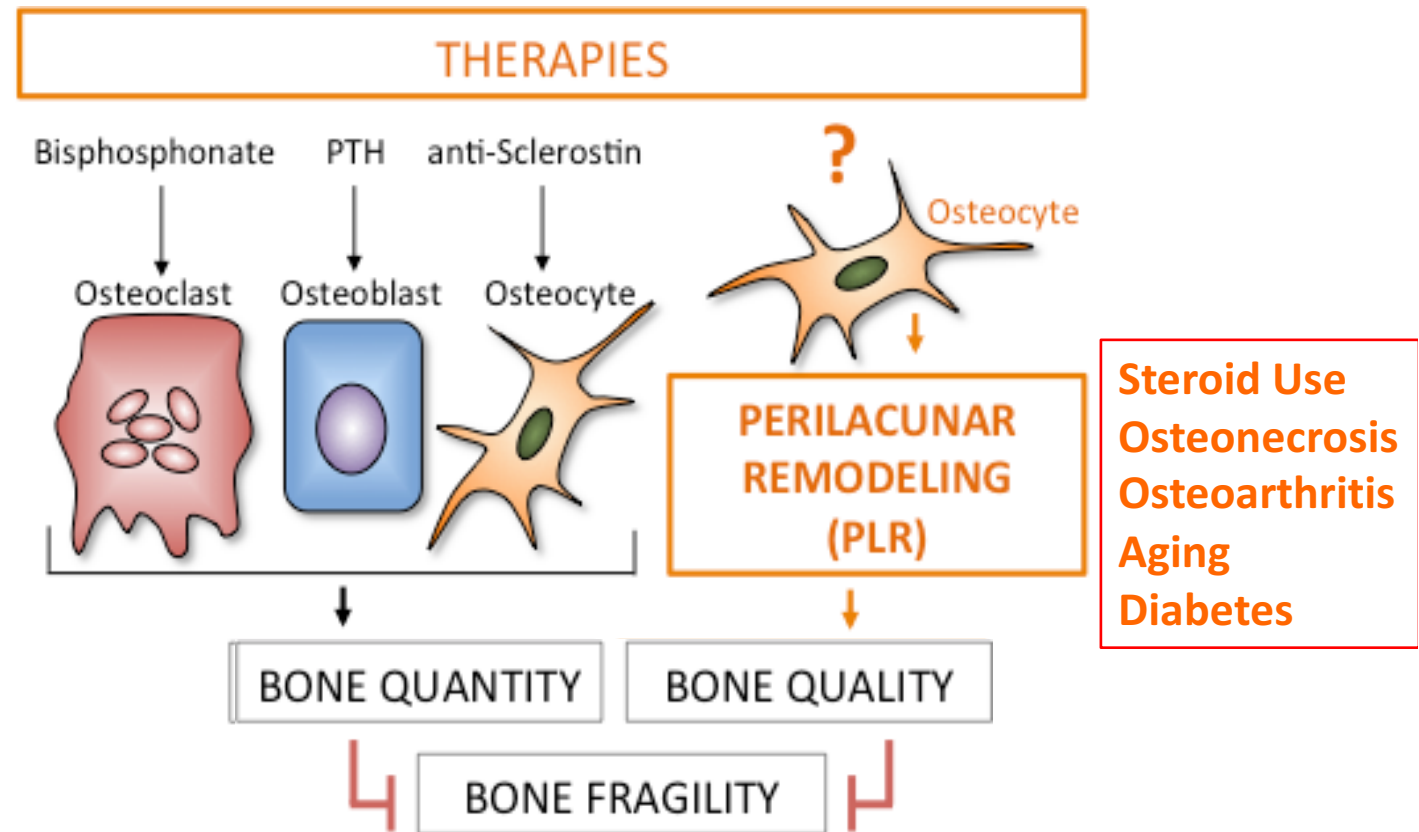 THERAPIES
Bisphosphonate PTH anti-Sclerostin
?
Osteocyte
Osteoclast Osteoblast Osteocyte
PERILACUNAR
REMODELING
(PLR)
Steroid Use
Osteonecrosis
Osteoarthritis
Aging
Diabetes
BONE QUANTITY
BONE QUALITY
BONE FRAGILITY